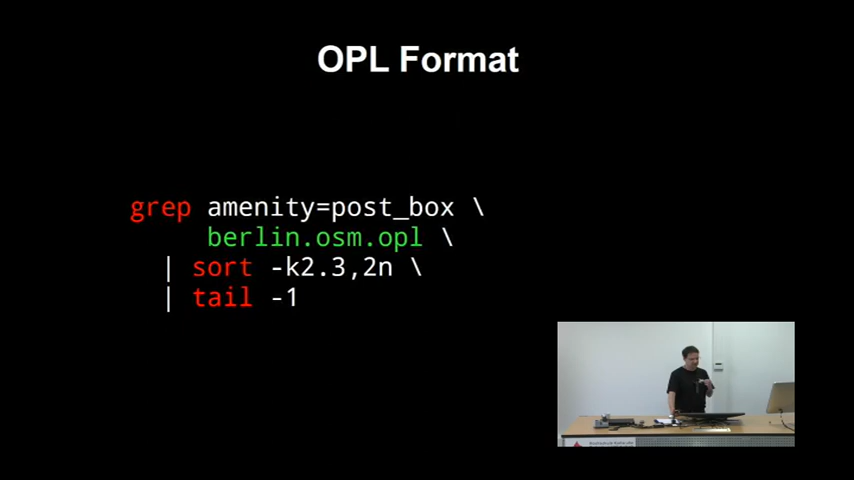 OPL Format
grep amenity=post_box \
berlin.osm.opl \
| sort -k2.3,2n \
| tail -1